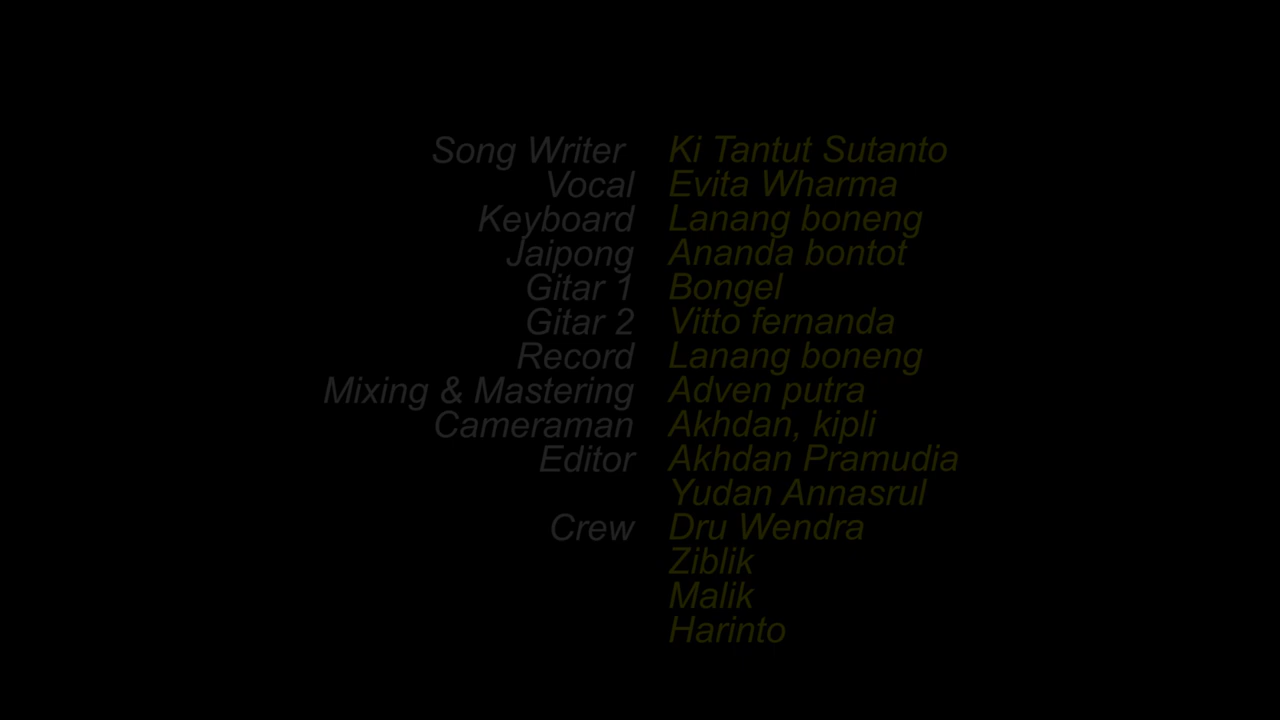 Song Writer Ki Tantut Sutanto
Vocal Evita Wharma
Keyboard Lanang boneng
Jaipong Ananda bontot
Gitar 1 Bongel
Gitar 2 Vitto fernanda
Record Lanang boneng
Mixing & Mastering Adven putra
Cameraman Akhdan, kipli
Editor Akhdan Pramudia
Yudan Annasrul
Crew Dru Wendra
Ziblik
Malik
Harinto